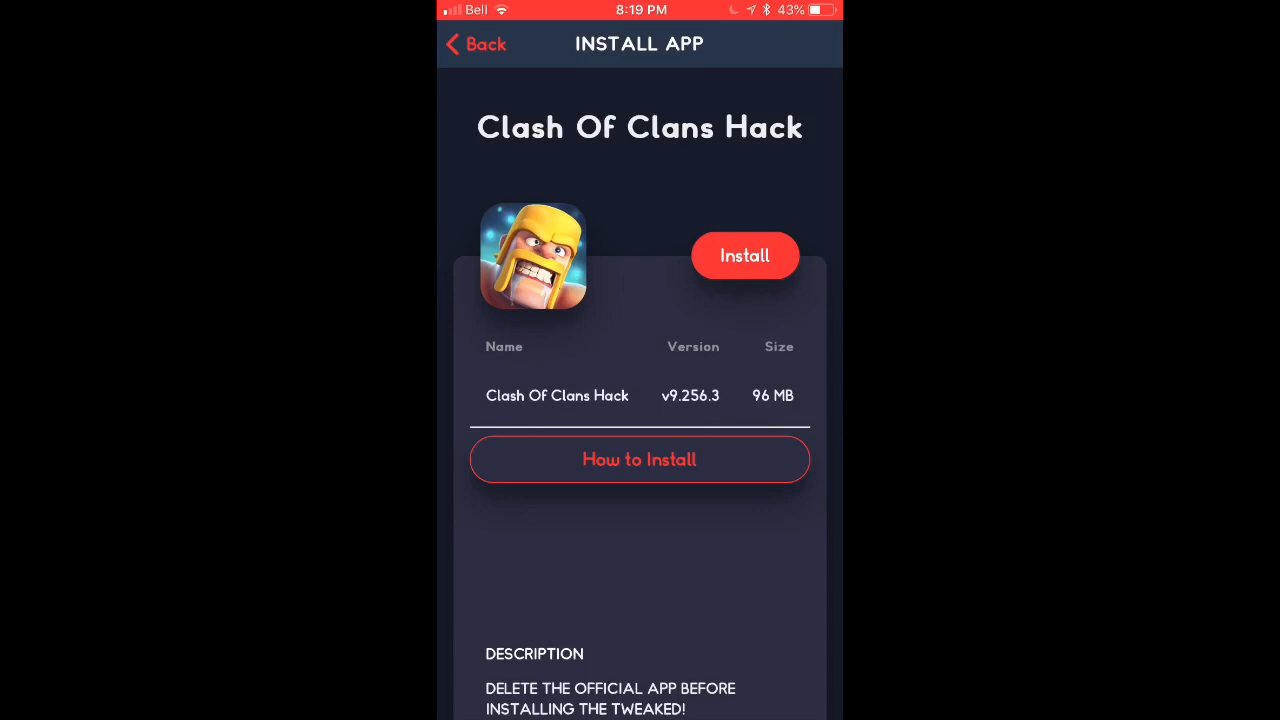 Bell 8:19 PM 43%
Back INSTALL APP
Clash Of Clans Hack
Install
Name Version Size
Clash Of Clans Hack v9.256.3 96 MB
How to Install
DESCRIPTION
DELETE THE OFFICIAL APP BEFORE
INSTALLING THE TWEAKED!